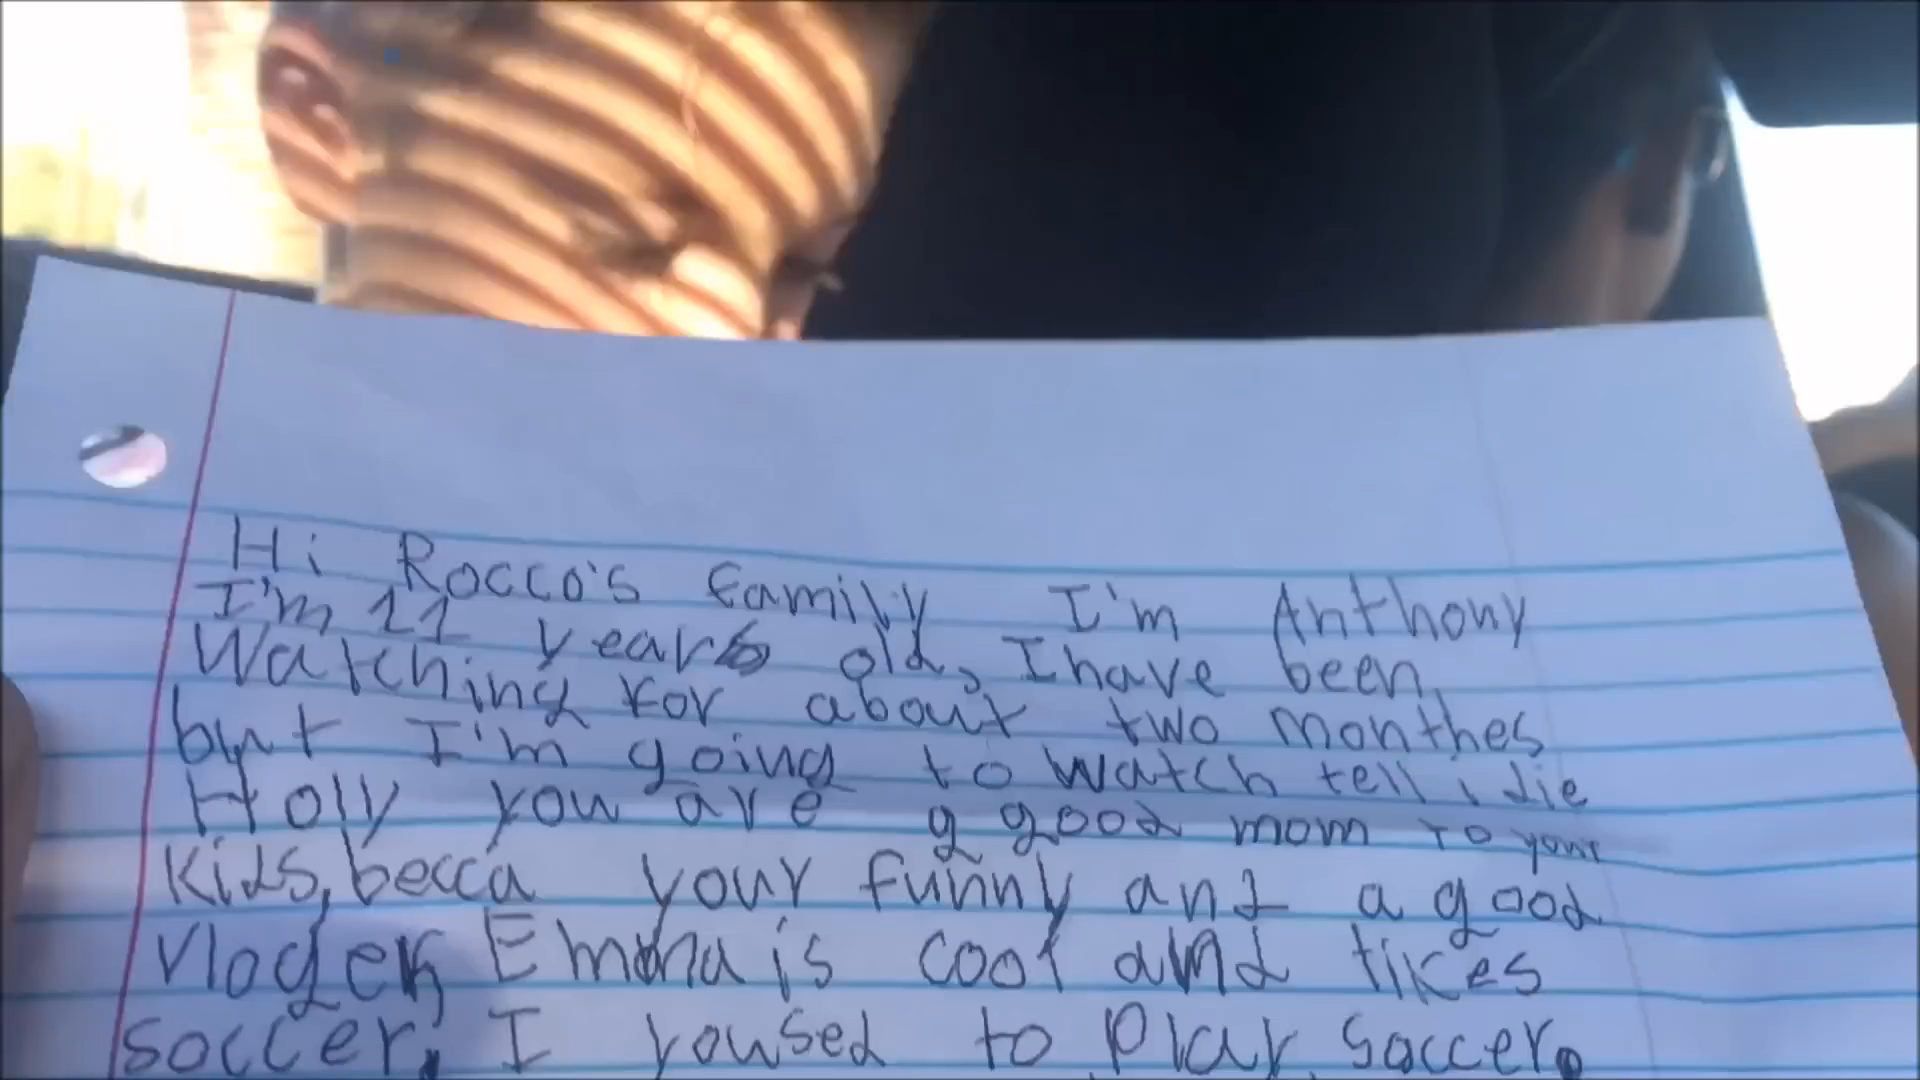 Hi Rocco's family I'm Anthony
I'm 11 years old, I have been
Watching for about two monthes
but I'm going to watch tell i die
Holly you are a good mom to your
kids, becca your funny and a good
vloger, Emma is cool and likes
soccer. I yoused to play soccer.